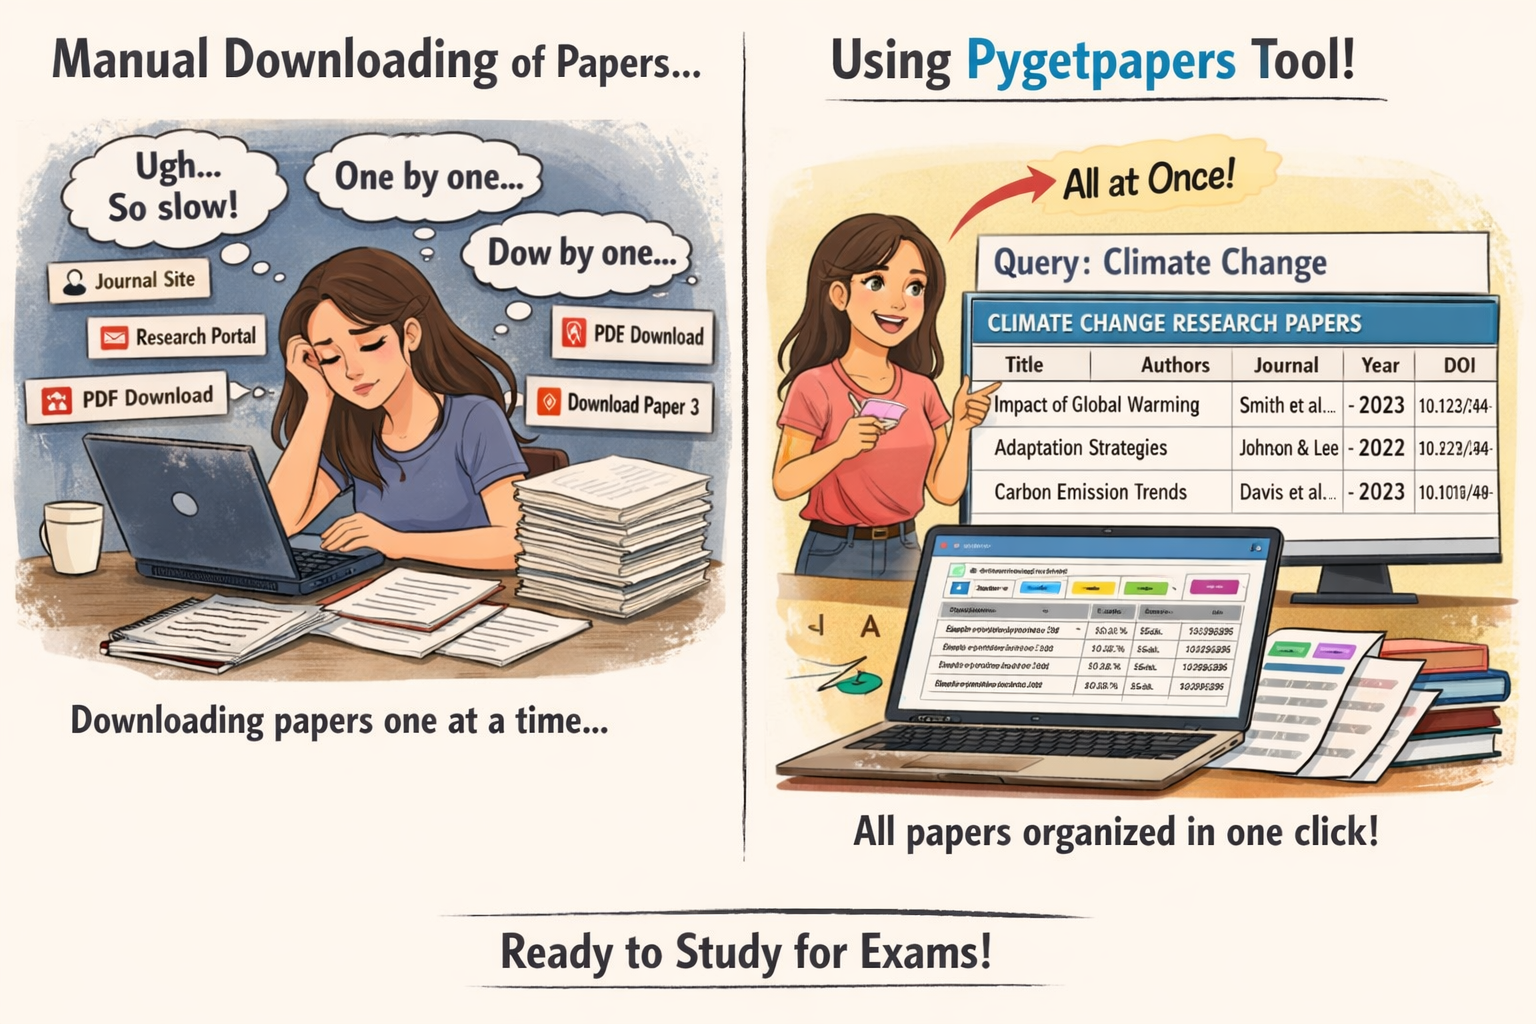 Manual Downloading of Papers...
Ugh...
So slow!
One by one...
Dow by one...
Journal Site
Research Portal
PDF Download
PDE Download
Download Paper 3
Downloading papers one at a time...
Using Pygetpapers Tool!
All at Once!
Query: Climate Change
CLIMATE CHANGE RESEARCH PAPERS
Title Authors Journal Year DOI
Impact of Global Warming Smith et al... - 2023
Adaptation Strategies Johnon & Lee - 2022
Carbon Emission Trends Davis et al... - 2023
A
All papers organized in one click!
Ready to Study for Exams!